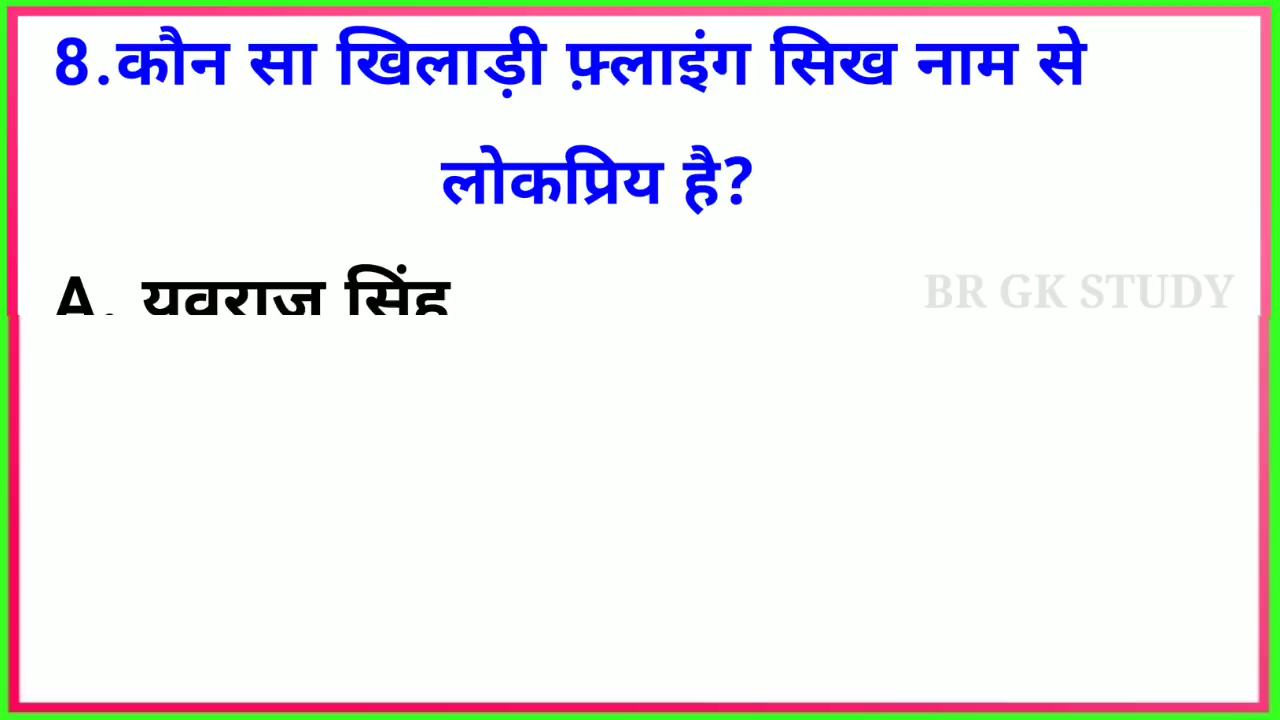 8.कौन सा खिलाड़ी फ़्लाइंग सिख नाम से
लोकप्रिय है?
A. युवराज सिंह
BR GK STUDY